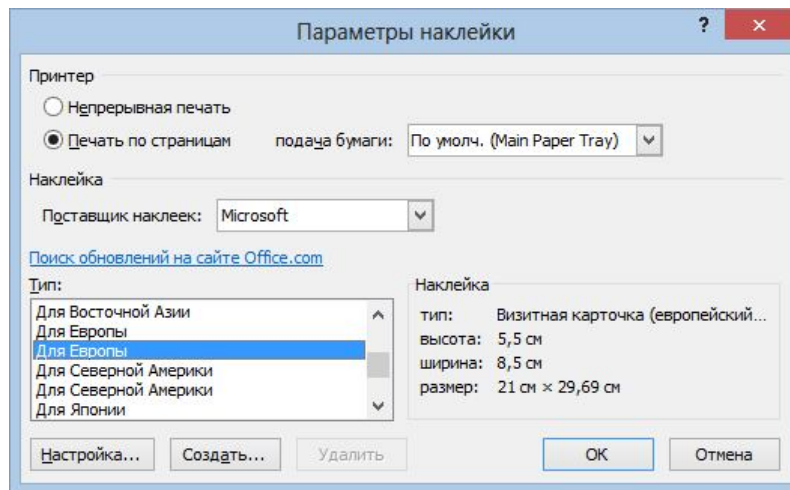 Параметры наклейки
?
×
Принтер
Непрерывная печать
Печать по страницам подача бумаги: По умолч. (Main Paper Tray)
Наклейка
Поставщик наклеек: Microsoft
Поиск обновлений на сайте Office.com
Тип:
Для Восточной Азии
Для Европы
Для Европы
Для Северной Америки
Для Северной Америки
Для Японии
Наклейка
тип: Визитная карточка (европейский...
высота: 5,5 см
ширина: 8,5 см
размер: 21 см × 29,69 см
Настройка... Создать... Удалить OK Отмена